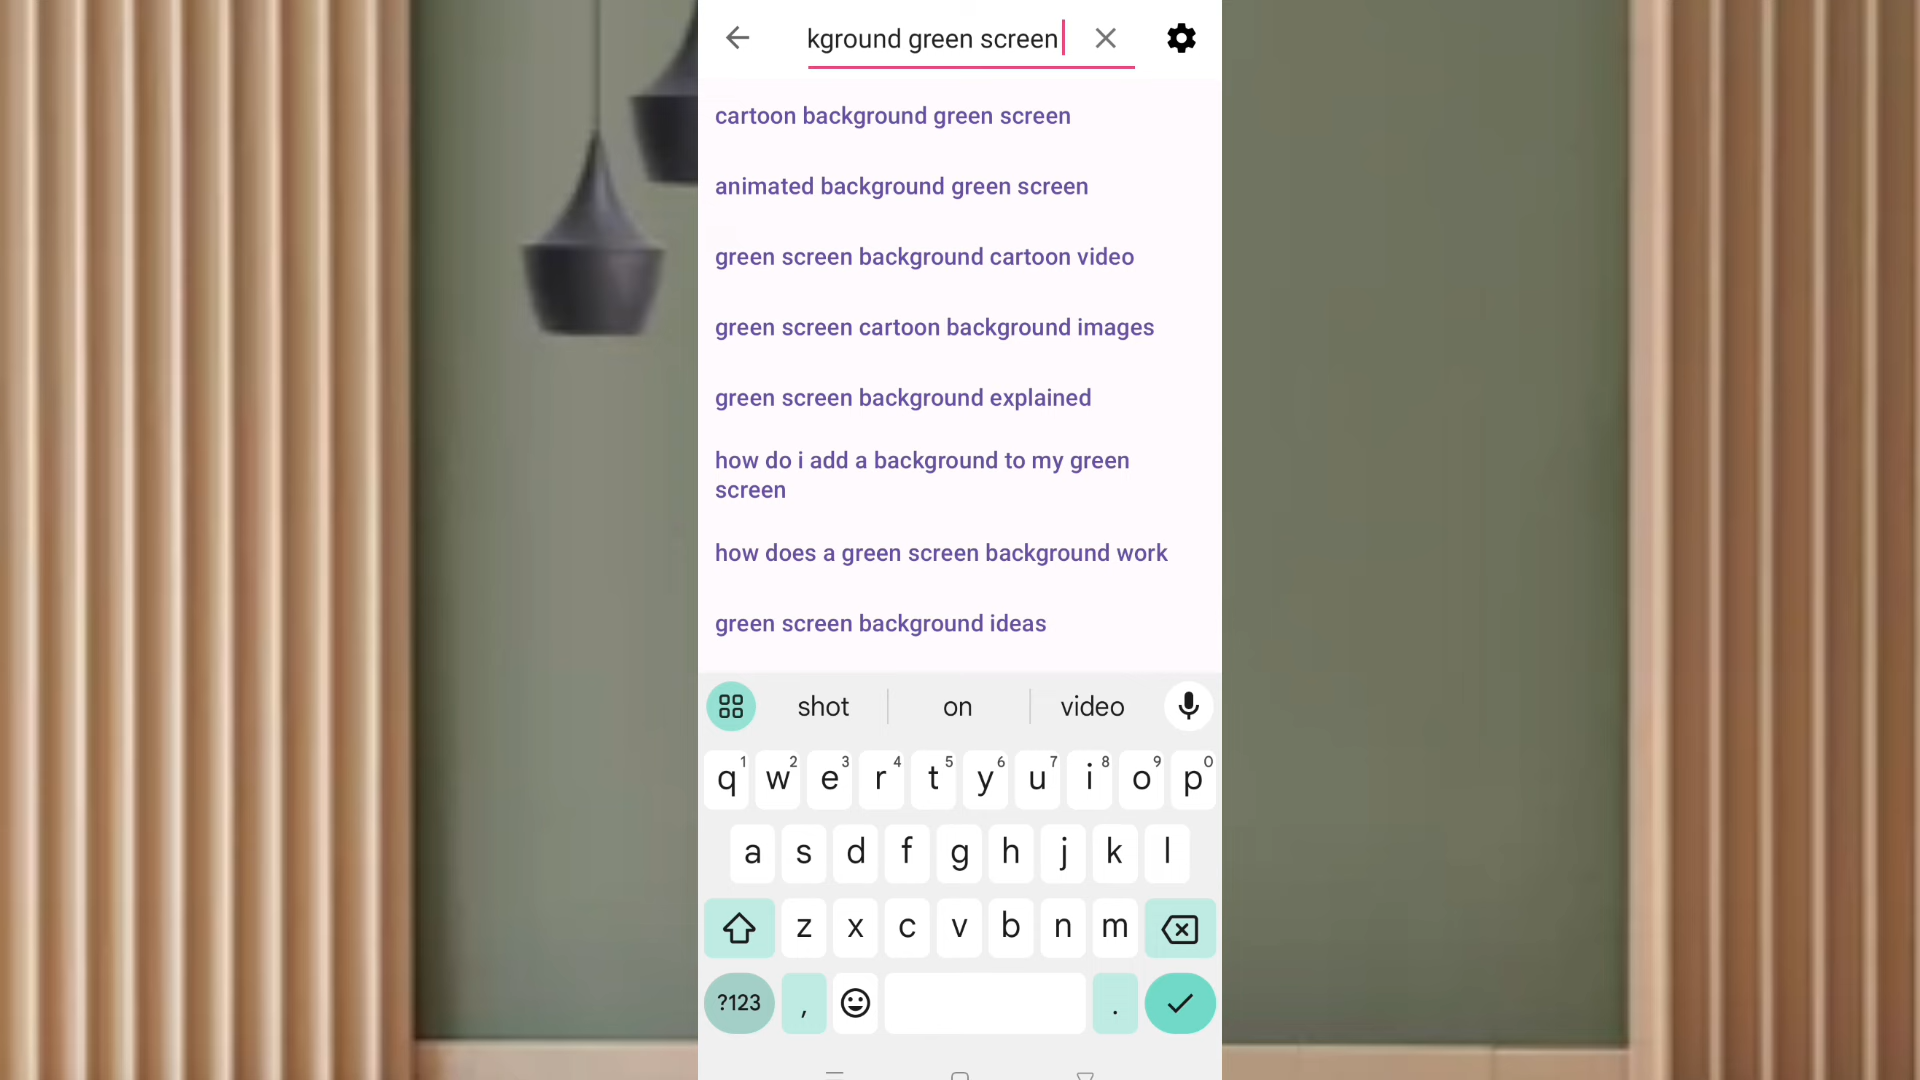 kground green screen
cartoon background green screen
animated background green screen
green screen background cartoon video
green screen cartoon background images
green screen background explained
how do i add a background to my green
screen
how does a green screen background work
green screen background ideas
shot on video
1 2 3 4 5 6 7 8 9 0
q w e r t y u i o p
a s d f g h j k l
z x c v b n m
?123 , .